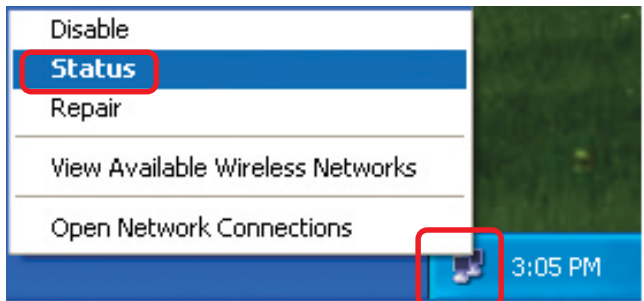 Disable
Status
Repair
View Available Wireless Networks
Open Network Connections
3:05 PM